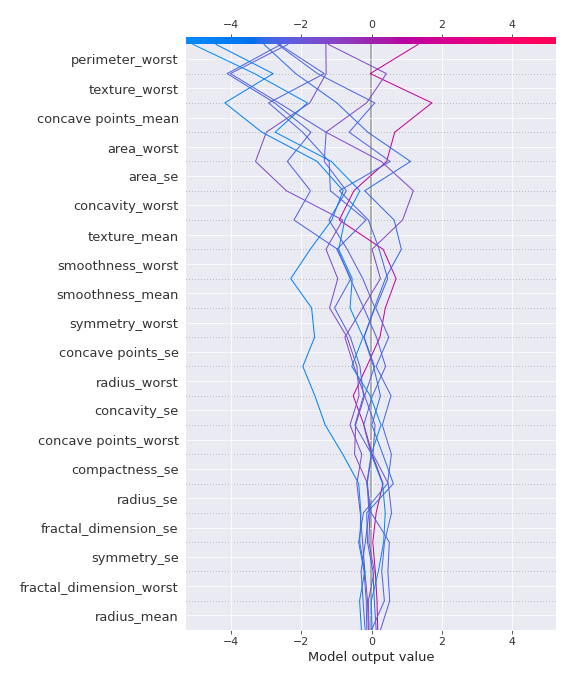 −4 −2 0 2 4
perimeter_worst
texture_worst
concave points_mean
area_worst
area_se
concavity_worst
texture_mean
smoothness_worst
smoothness_mean
symmetry_worst
concave points_se
radius_worst
concavity_se
concave points_worst
compactness_se
radius_se
fractal_dimension_se
symmetry_se
fractal_dimension_worst
radius_mean
−4 −2 0 2 4
Model output value